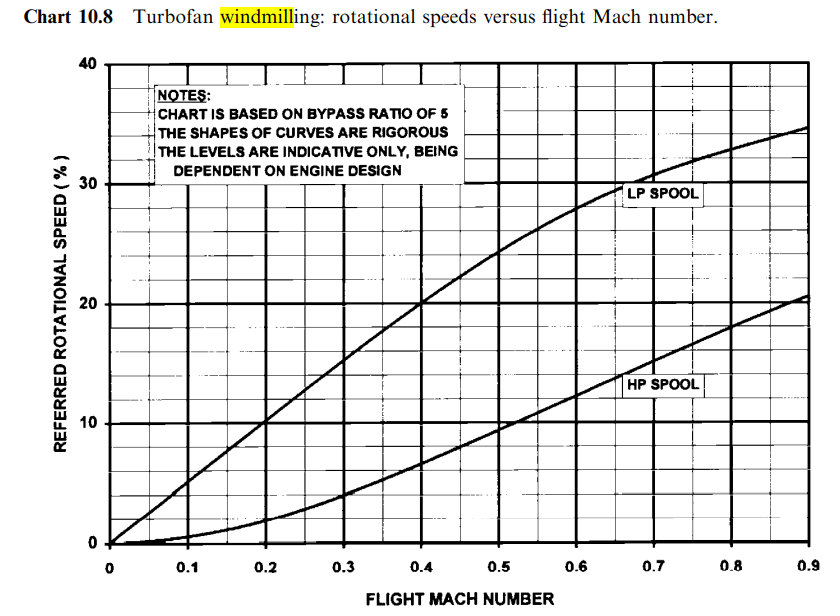 Chart 10.8 Turbofan windmilling: rotational speeds versus flight Mach number.
40
NOTES:
CHART IS BASED ON BYPASS RATIO OF 5
THE SHAPES OF CURVES ARE RIGOROUS
THE LEVELS ARE INDICATIVE ONLY, BEING
DEPENDENT ON ENGINE DESIGN
30
LP SPOOL
REFERRED ROTATIONAL SPEED (%)
20
HP SPOOL
10
0
0 0.1 0.2 0.3 0.4 0.5 0.6 0.7 0.8 0.9
FLIGHT MACH NUMBER